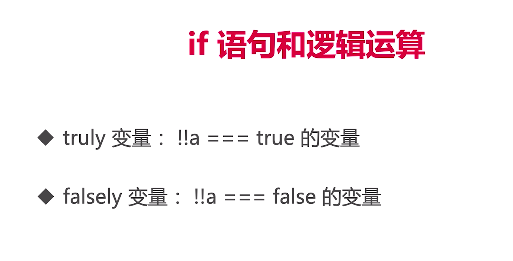 if 语句和逻辑运算
◆ truly 变量： !!a === true 的变量
◆ falsely 变量： !!a === false 的变量